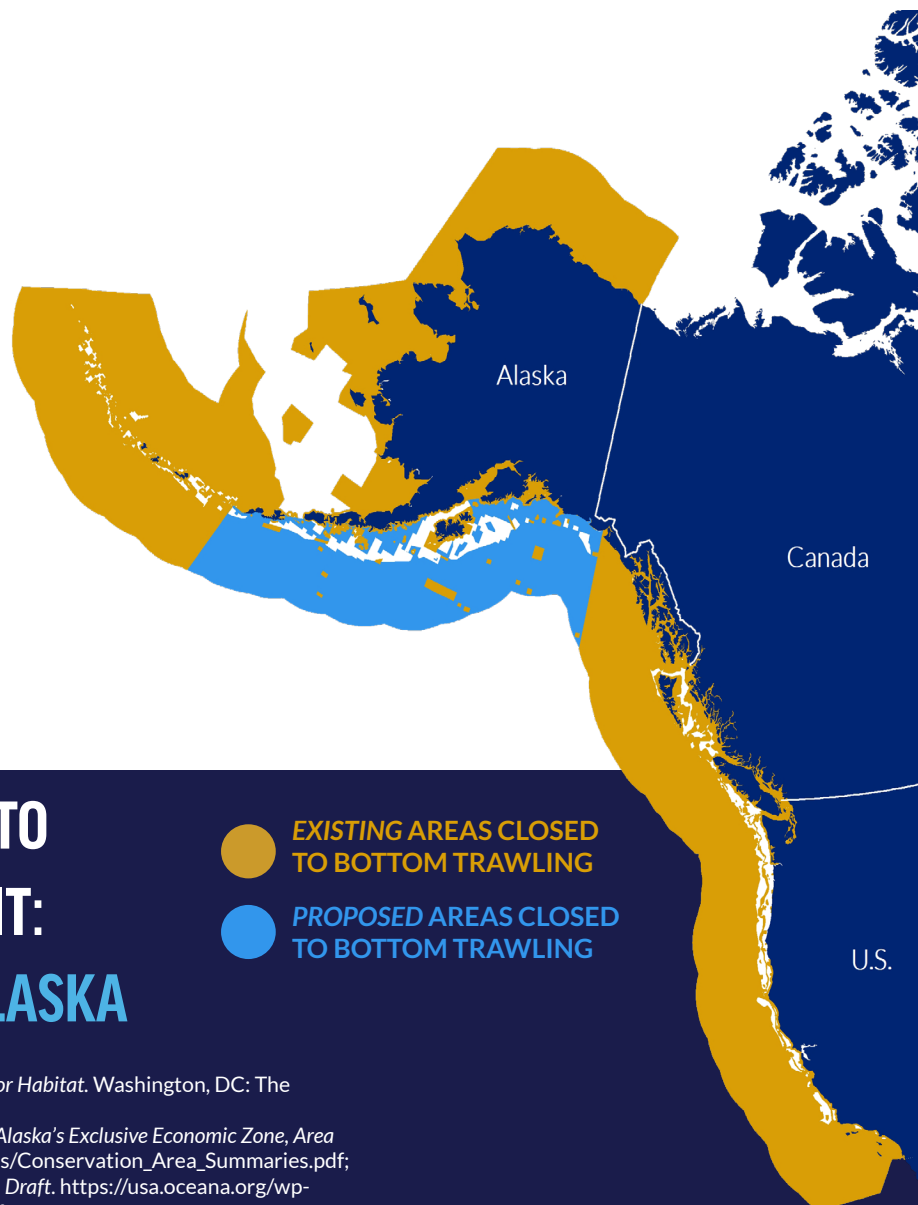 Alaska
Canada
U.S.
TO
T:
LASKA
EXISTING AREAS CLOSED
TO BOTTOM TRAWLING
PROPOSED AREAS CLOSED
TO BOTTOM TRAWLING
or Habitat. Washington, DC: The
Alaska's Exclusive Economic Zone, Area
s/Conservation_Area_Summaries.pdf;
Draft. https://usa.oceana.org/wp-